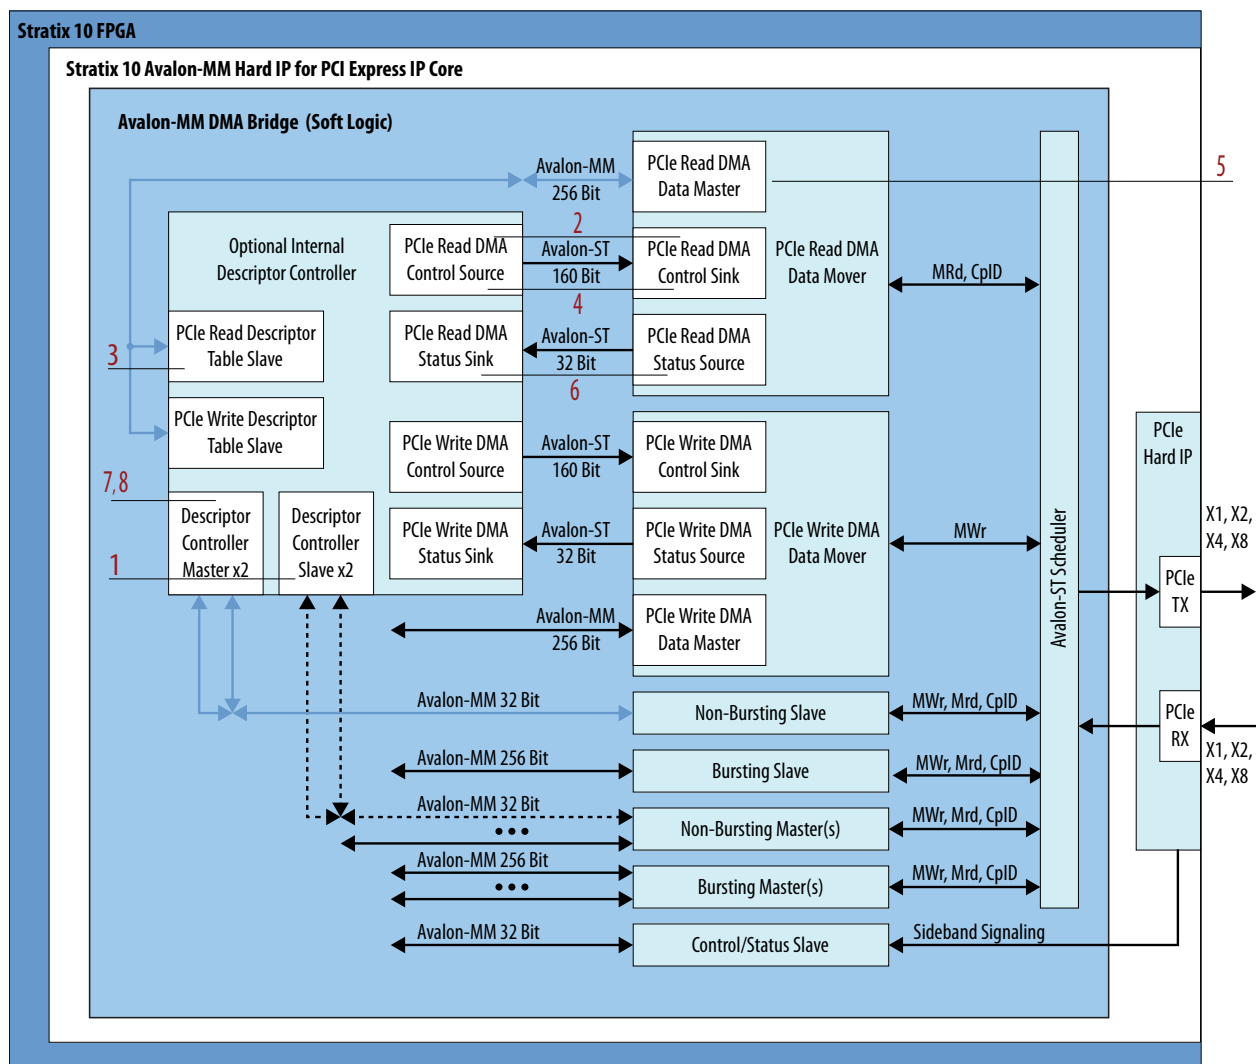 Stratix 10 FPGA
Stratix 10 Avalon-MM Hard IP for PCI Express IP Core
Avalon-MM DMA Bridge (Soft Logic)
Avalon-MM
256 Bit
PCIe Read DMA
Data Master
5
2
Optional Internal
Descriptor Controller
PCIe Read DMA
Control Source
Avalon-ST
160 Bit
PCIe Read DMA
Control Sink
PCIe Read DMA
Data Mover
MRd, CpID
4
PCIe Read Descriptor
Table Slave
PCIe Read DMA
Status Sink
Avalon-ST
32 Bit
PCIe Read DMA
Status Source
3
6
PCIe Write Descriptor
Table Slave
PCIe Write DMA
Control Source
Avalon-ST
160 Bit
PCIe Write DMA
Control Sink
PCIe
Hard IP
7, 8
Descriptor
Controller
Master x2
Descriptor
Controller
Slave x2
PCIe Write DMA
Status Sink
Avalon-ST
32 Bit
PCIe Write DMA
Status Source
PCIe Write DMA
Data Mover
MWr
X1, X2,
X4, X8
1
Avalon-ST Scheduler
PCIe
TX
Avalon-MM
256 Bit
PCIe Write DMA
Data Master
Avalon-MM 32 Bit
Non-Bursting Slave
MWr, Mrd, CpID
PCIe
RX
X1, X2,
X4, X8
Avalon-MM 256 Bit
Bursting Slave
MWr, Mrd, CpID
Avalon-MM 32 Bit
Non-Bursting Master(s)
MWr, Mrd, CpID
Avalon-MM 256 Bit
Bursting Master(s)
MWr, Mrd, CpID
Avalon-MM 32 Bit
Control/Status Slave
Sideband Signaling